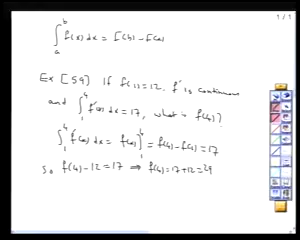 1 / 1
∫_a^b f(x) dx = F(b) - F(a)
Ex [59] If f(1) = 12, f' is continuous
and ∫_1^4 f'(x) dx = 17, what is f(4)?
∫_1^4 f'(x) dx = f(x) ]_1^4 = f(4) - f(1) = 17
so f(4) - 12 = 17 ⇒ f(4) = 17 + 12 = 29